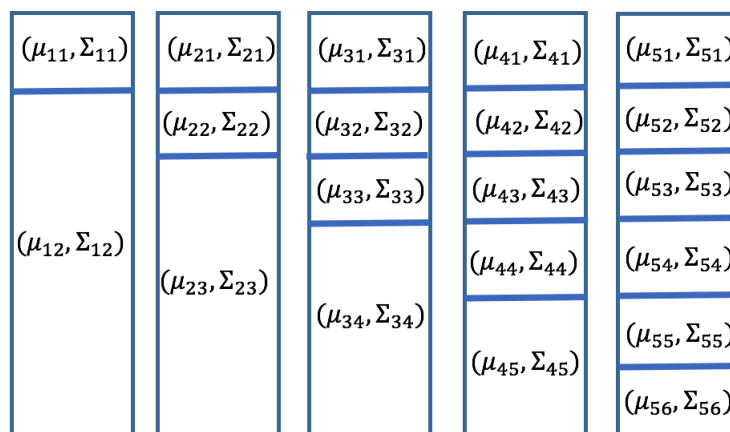 (μ₁₁, Σ₁₁) (μ₂₁, Σ₂₁) (μ₃₁, Σ₃₁) (μ₄₁, Σ₄₁) (μ₅₁, Σ₅₁)
(μ₂₂, Σ₂₂) (μ₃₂, Σ₃₂) (μ₄₂, Σ₄₂) (μ₅₂, Σ₅₂)
(μ₃₃, Σ₃₃) (μ₄₃, Σ₄₃) (μ₅₃, Σ₅₃)
(μ₁₂, Σ₁₂) (μ₄₄, Σ₄₄) (μ₅₄, Σ₅₄)
(μ₂₃, Σ₂₃) (μ₃₄, Σ₃₄) (μ₅₅, Σ₅₅)
(μ₄₅, Σ₄₅) (μ₅₆, Σ₅₆)